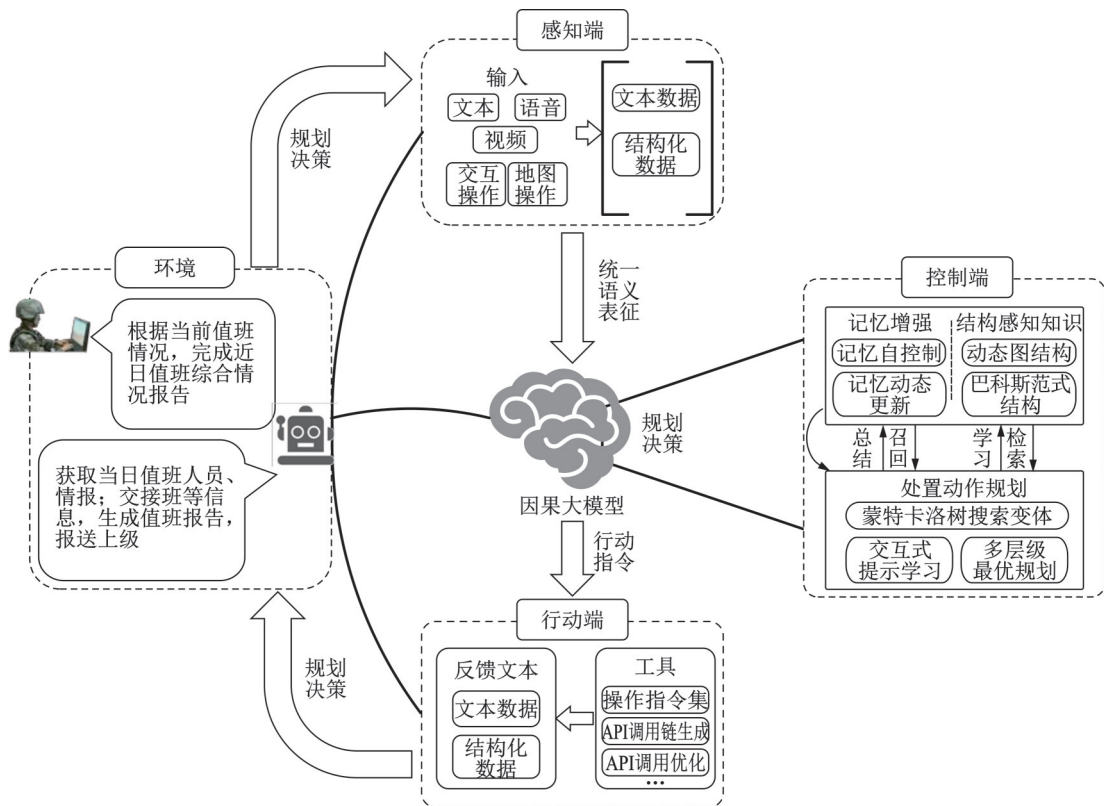 感知端
输入
文本
语音
视频
交互
操作
地图
操作
文本数据
结构化
数据
规划
决策
环境
根据当前值班
情况，完成近
日值班综合情
况报告
获取当日值班人员、
情报；交接班等信
息，生成值班报告，
报送上级
统一
语义
表征
规划
决策
因果大模型
行动
指令
控制端
记忆增强
结构感知知识
记忆自控制
动态图结构
记忆动态
更新
巴科斯范式
结构
总结
召回
学习
检索
处置动作规划
蒙特卡洛树搜索变体
交互式
提示学习
多层级
最优规划
行动端
反馈文本
文本数据
结构化
数据
工具
操作指令集
API调用链生成
API调用优化
•••
规划
决策